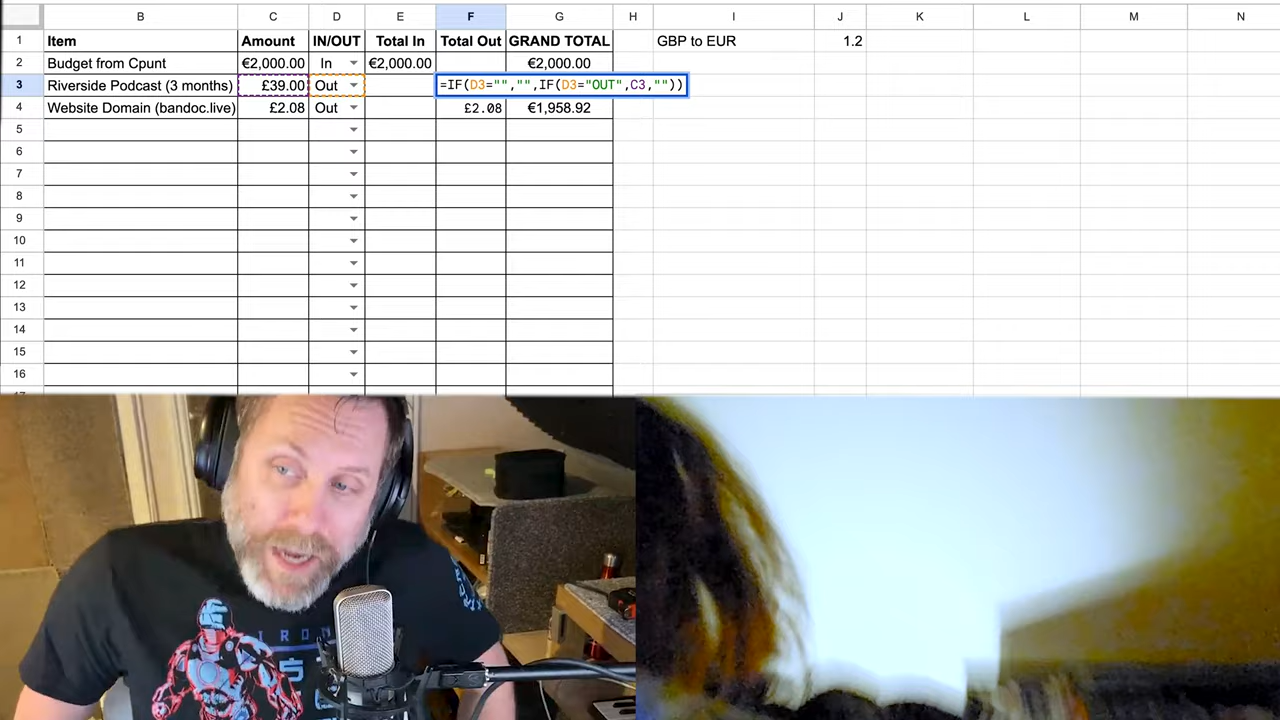 B C D E F G H I J K L M N
1 Item Amount IN/OUT Total In Total Out GRAND TOTAL GBP to EUR 1.2
2 Budget from Cpunt €2,000.00 In €2,000.00 €2,000.00
3 Riverside Podcast (3 months) £39.00 Out =IF(D3="","",IF(D3="OUT",C3,""))
4 Website Domain (bandoc.live) £2.08 Out £2.08 €1,958.92
5
6
7
8
9
10
11
12
13
14
15
16
IRON